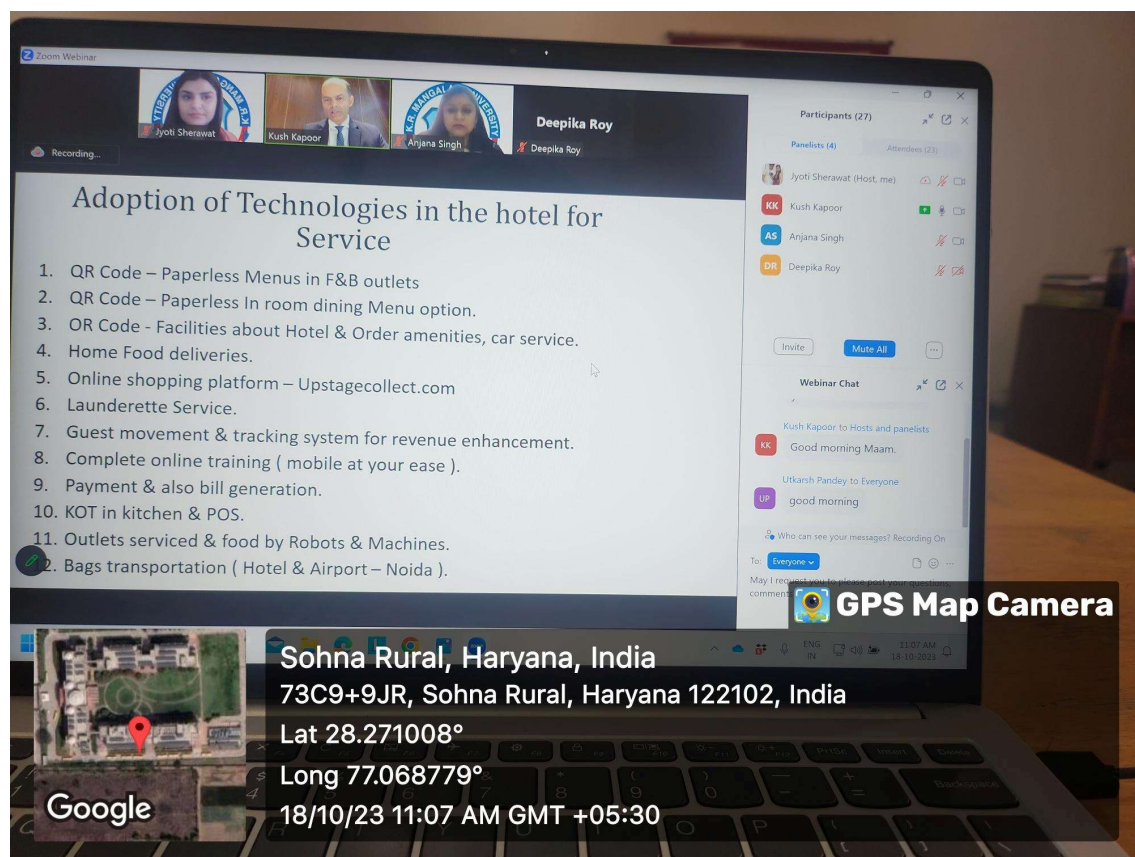 Zoom Webinar
Jyoti Sherawat
Kush Kapoor
Anjana Singh
Deepika Roy
Deepika Roy
Recording...
Adoption of Technologies in the hotel for
Service
1. QR Code – Paperless Menus in F&B outlets
2. QR Code – Paperless In room dining Menu option.
3. OR Code - Facilities about Hotel & Order amenities, car service.
4. Home Food deliveries.
5. Online shopping platform – Upstagecollect.com
6. Launderette Service.
7. Guest movement & tracking system for revenue enhancement.
8. Complete online training ( mobile at your ease ).
9. Payment & also bill generation.
10. KOT in kitchen & POS.
11. Outlets serviced & food by Robots & Machines.
2. Bags transportation ( Hotel & Airport – Noida ).
Participants (27)
Panelists (4)
Attendees (23)
Jyoti Sherawat (Host, me)
KK Kush Kapoor
AS Anjana Singh
DR Deepika Roy
Invite
Mute All
Webinar Chat
Kush Kapoor to Hosts and panelists
KK Good morning Maam.
Utkarsh Pandey to Everyone
UP good morning
Who can see your messages? Recording On
To: Everyone
May I request you to please post your questions,
comments
GPS Map Camera
ENG
IN
11:07 AM
18-10-2023
Sohna Rural, Haryana, India
73C9+9JR, Sohna Rural, Haryana 122102, India
Lat 28.271008°
Long 77.068779°
18/10/23 11:07 AM GMT +05:30
Google